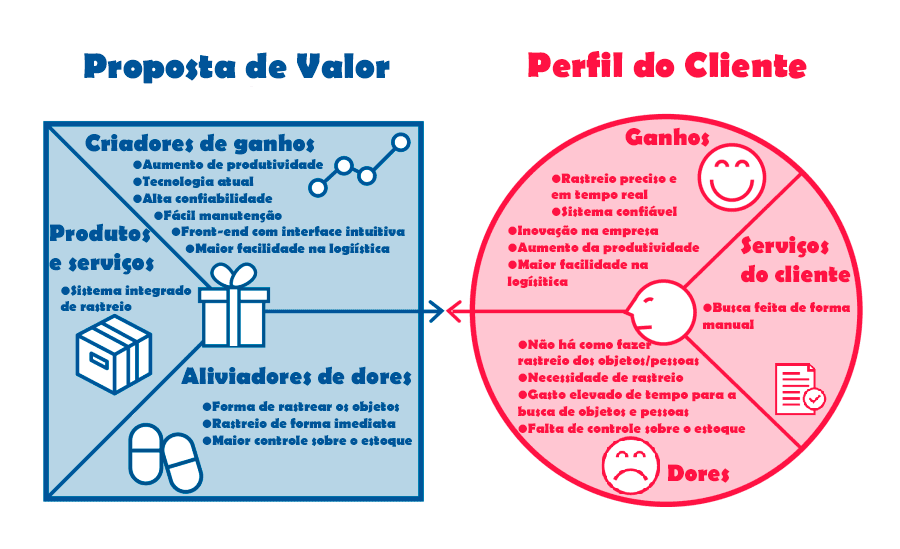 Proposta de Valor
Criadores de ganhos
●Aumento de produtividade
●Tecnologia atual
●Alta confiabilidade
●Fácil manutenção
●Front-end com interface intuitiva
●Maior facilidade na logiística
Produtos
e serviços
●Sistema integrado
de rastreio
Aliviadores de dores
●Forma de rastrear os objetos
●Rastreio de forma imediata
●Maior controle sobre o estoque
Perfil do Cliente
Ganhos
●Rastreio preciso e
em tempo real
●Sistema confiável
●Inovação na empresa
●Aumento da produtividade
●Maior facilidade na
logísitica
Serviços
do cliente
●Busca feita de forma
manual
●Não há como fazer
rastreio dos objetos/pessoas
●Necessidade de rastreio
●Gasto elevado de tempo para a
busca de objetos e pessoas
●Falta de controle sobre o estoque
Dores